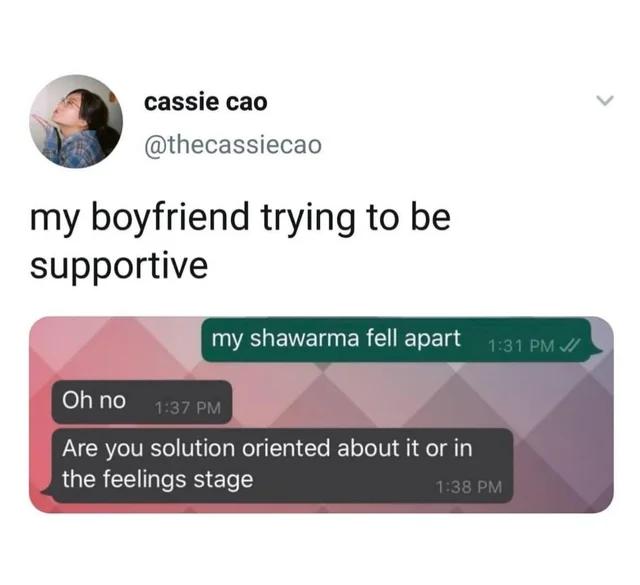 cassie cao
@thecassiecao
my boyfriend trying to be
supportive
my shawarma fell apart 1:31 PM
Oh no 1:37 PM
Are you solution oriented about it or in
the feelings stage 1:38 PM